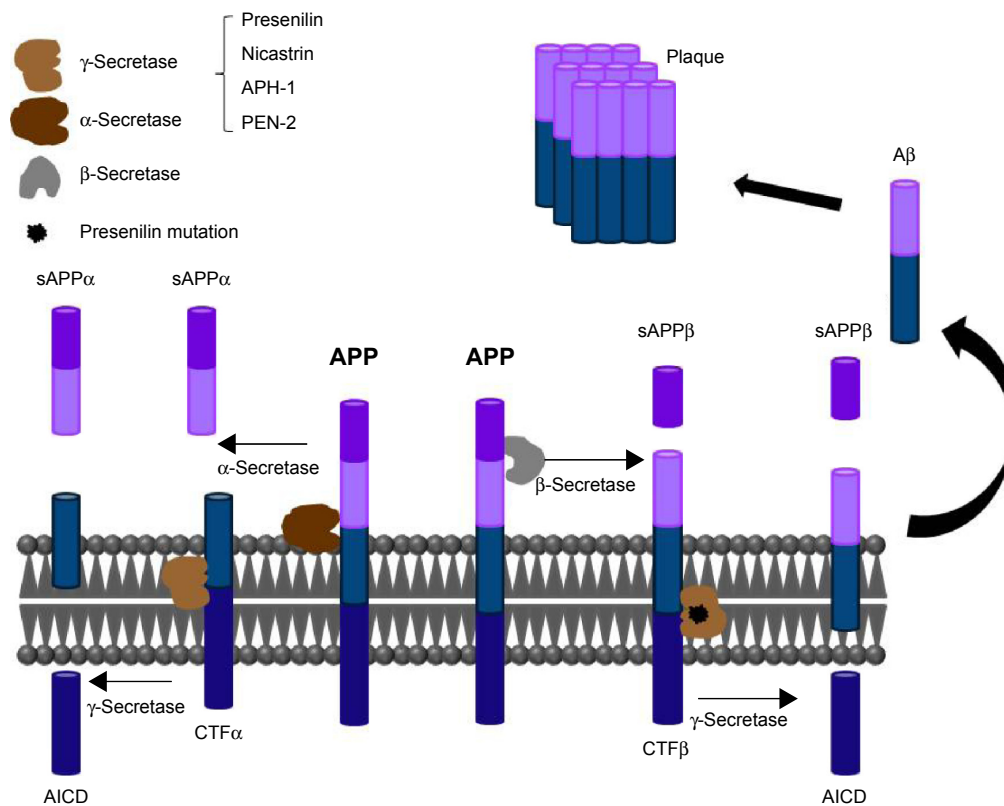 Presenilin
Nicastrin
APH-1
PEN-2
γ-Secretase
α-Secretase
β-Secretase
Presenilin mutation
Plaque
Aβ
sAPPα
sAPPα
APP
APP
sAPPβ
sAPPβ
α-Secretase
β-Secretase
γ-Secretase
CTFα
γ-Secretase
CTFβ
AICD
AICD